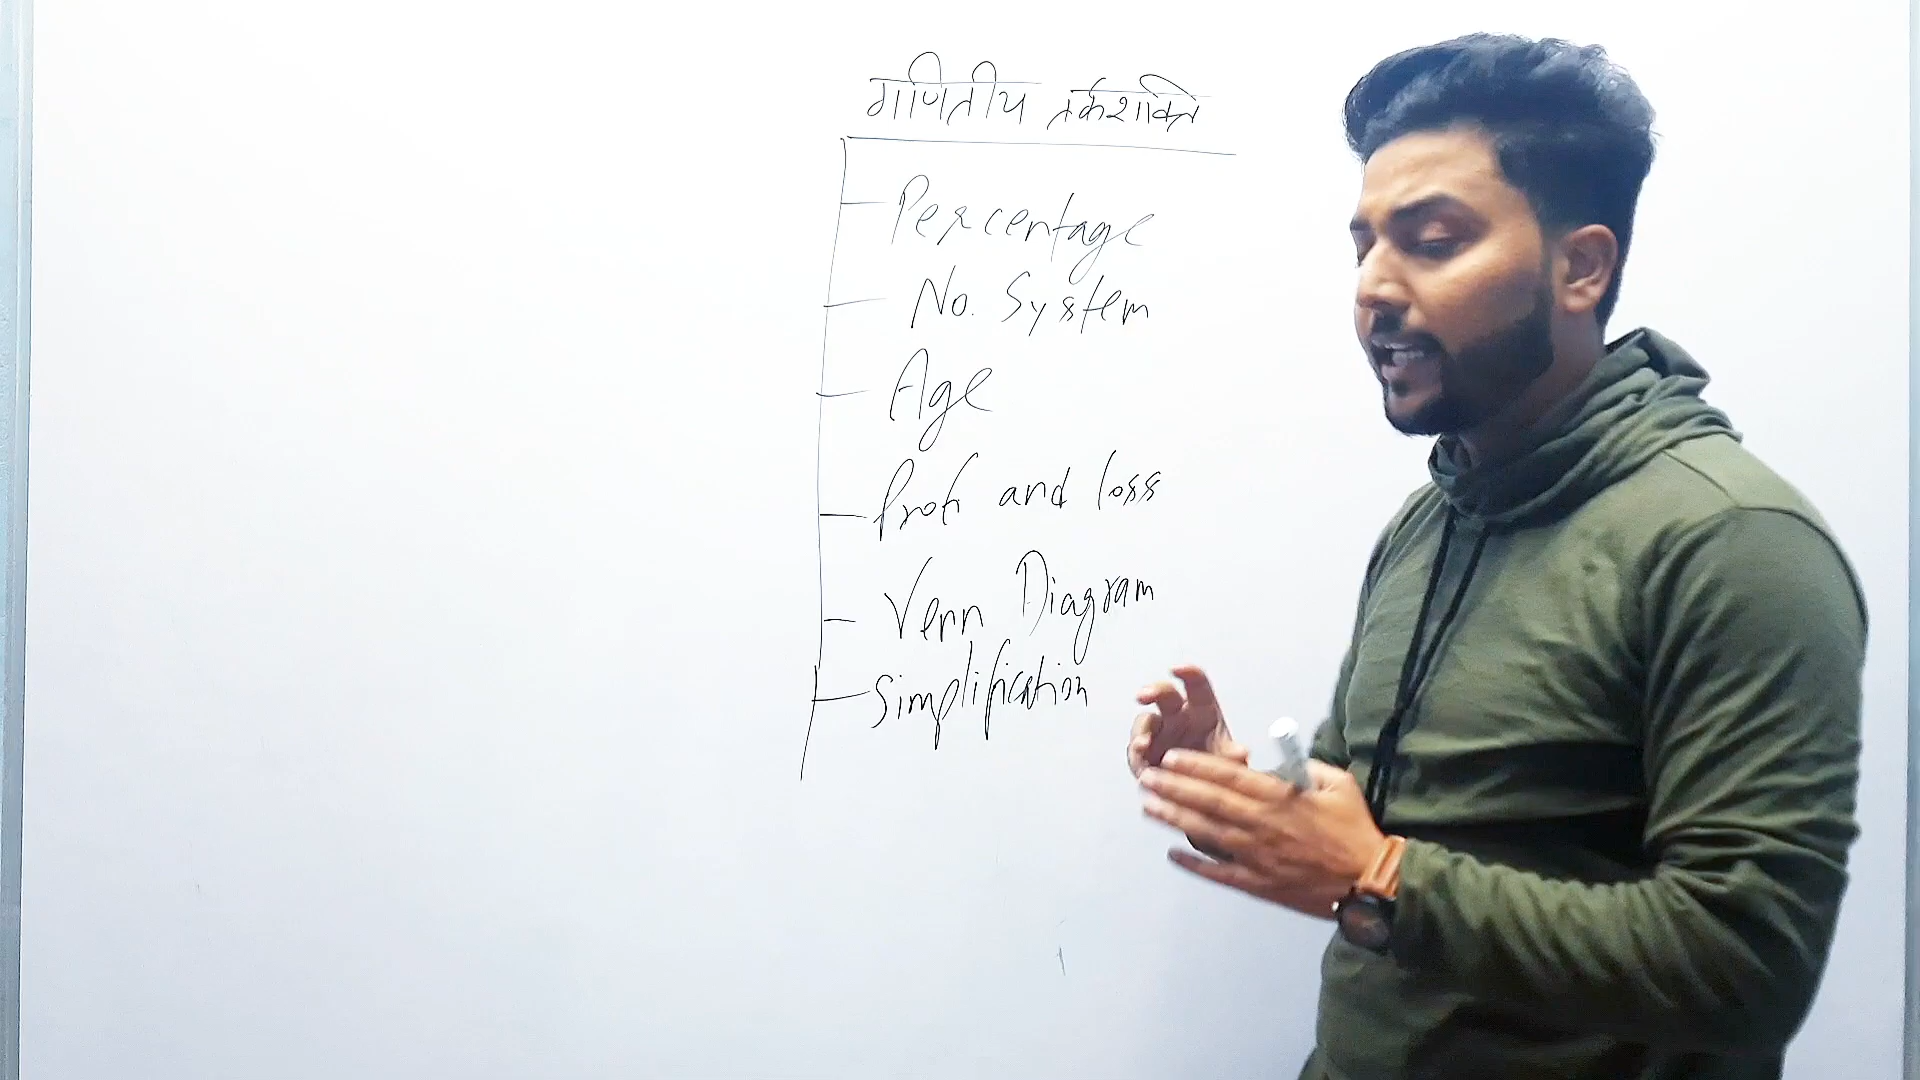 गणितीय तर्कशक्ति
Percentage
No. System
Age
Profi and loss
Venn Diagram
Simplification